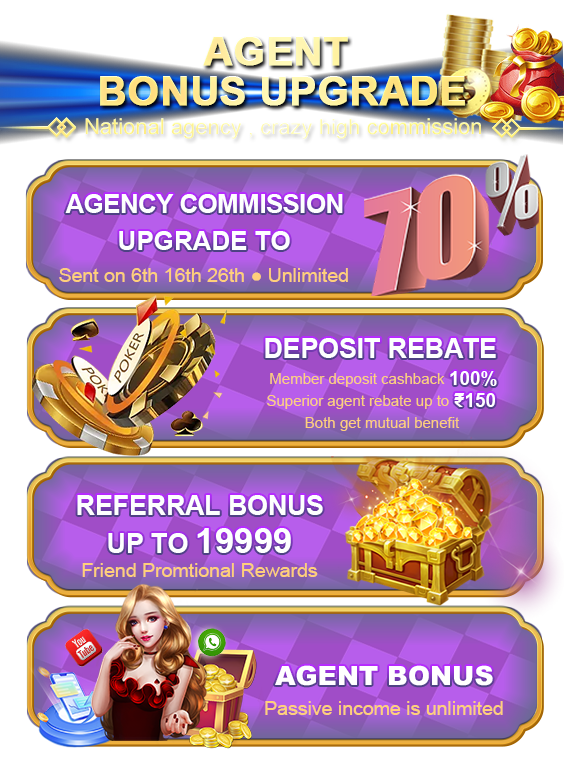 AGENT
BONUS UPGRADE
National agency , crazy high commission
AGENCY COMMISSION
UPGRADE TO
70%
Sent on 6th 16th 26th ● Unlimited
POKER
POK
DEPOSIT REBATE
Member deposit cashback 100%
Superior agent rebate up to ₹150
Both get mutual benefit
REFERRAL BONUS
UP TO 19999
Friend Promtional Rewards
You
Tube
AGENT BONUS
Passive income is unlimited